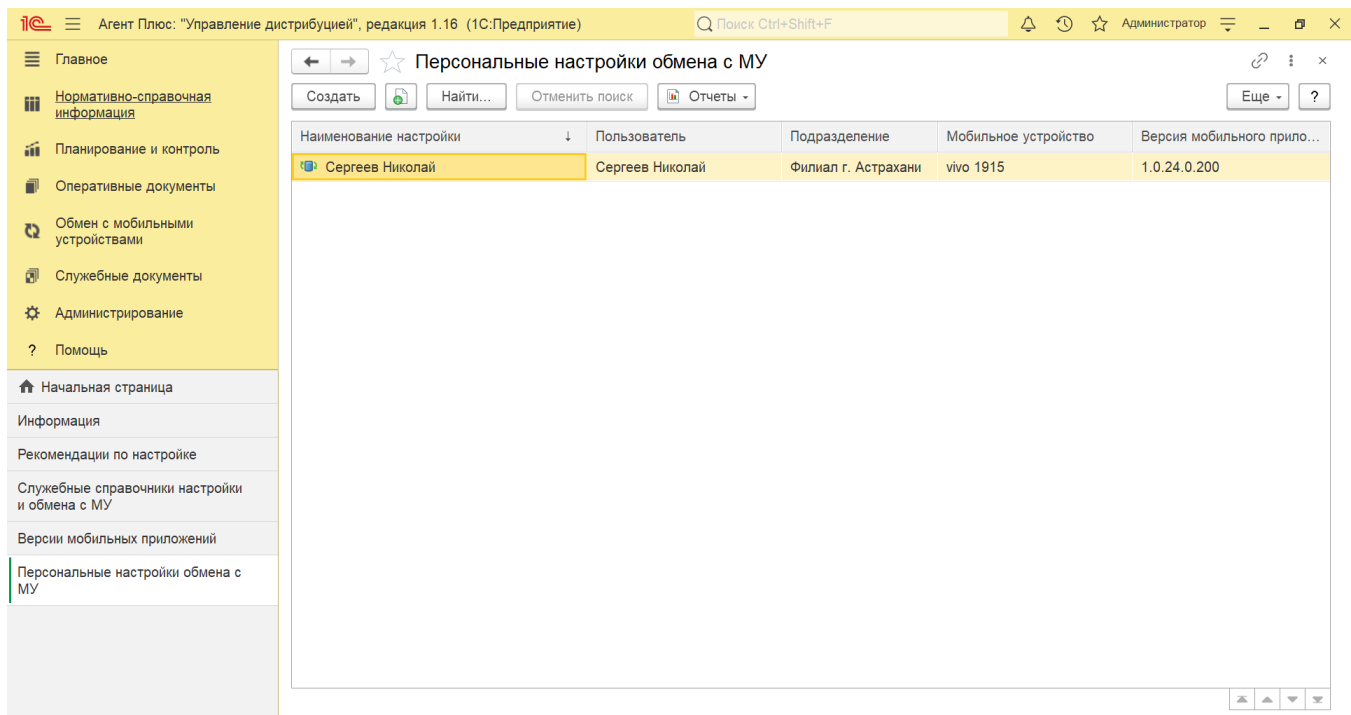 1С Агент Плюс: "Управление дистрибуцией", редакция 1.16 (1С:Предприятие) Поиск Ctrl+Shift+F Администратор
Главное
Нормативно-справочная
информация
Планирование и контроль
Оперативные документы
Обмен с мобильными
устройствами
Служебные документы
Администрирование
? Помощь
Начальная страница
Информация
Рекомендации по настройке
Служебные справочники настройки
и обмена с МУ
Версии мобильных приложений
Персональные настройки обмена с
МУ
Персональные настройки обмена с МУ
Создать Найти... Отменить поиск Отчеты Еще ?
Наименование настройки ↓ Пользователь Подразделение Мобильное устройство Версия мобильного прило...
Сергеев Николай Сергеев Николай Филиал г. Астрахани vivo 1915 1.0.24.0.200